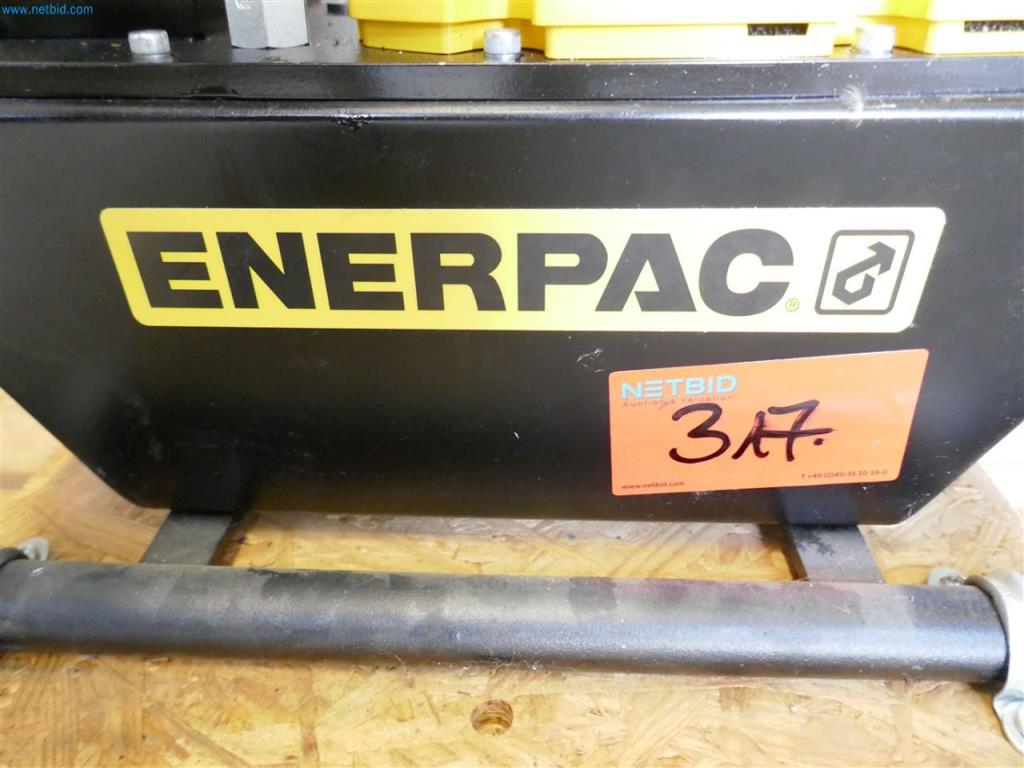 www.netbid.com
ENERPAC®
NETBID
Auction & Valuation
317.
T +49 (0)40-35 50 59-0
www.netbid.com